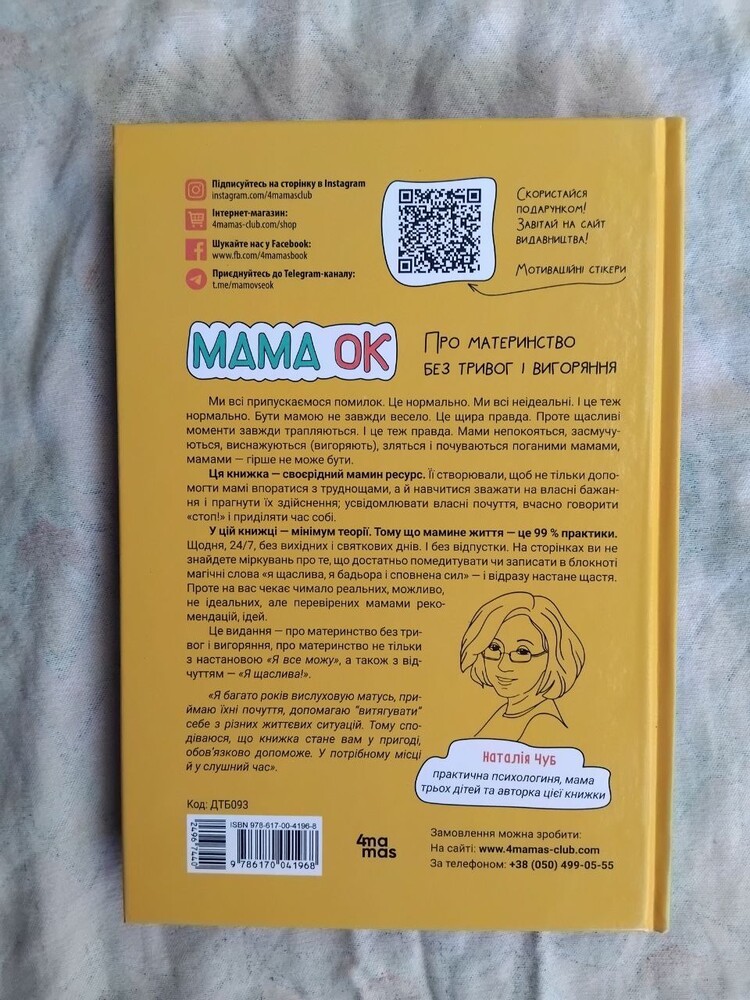 Підписуйтесь на сторінку в Instagram
instagram.com/4mamasclub
Інтернет-магазин:
4mamas-club.com/shop
Шукайте нас у Facebook:
www.fb.com/4mamasbook
Приєднуйтесь до Telegram-каналу:
t.me/mamovseok
Скористайся
подарунком!
Завітай на сайт
видавництва!
Мотиваційні стікери
МАМА ОК
Про материнство
без тривог і вигоряння
Ми всі припускаємося помилок. Це нормально. Ми всі неідеальні. І це теж
нормально. Бути мамою не завжди весело. Це щира правда. Проте щасливі
моменти завжди трапляються. І це теж правда. Мами непокояться, засмучу-
ються, виснажуються (вигоряють), зляться і почуваються поганими мамами,
мамами — гірше не може бути.
Ця книжка — своєрідний мамин ресурс. Її створювали, щоб не тільки допо-
могти мамі впоратися з труднощами, а й навчитися зважати на власні бажан-
ня і прагнути їх здійснення; усвідомлювати власні почуття, вчасно говорити
«стоп!» і приділяти час собі.
У цій книжці — мінімум теорії. Тому що мамине життя — це 99 % практики.
Щодня, 24/7, без вихідних і святкових днів. І без відпустки. На сторінках ви не
знайдете міркувань про те, що достатньо помедитувати чи записати в блокноті
магічні слова «я щаслива, я бадьора і сповнена сил» — і відразу настане щастя.
Проте на вас чекає чимало реальних, можливо,
не ідеальних, але перевірених мамами реко-
мендацій, ідей.
Це видання — про материнство без три-
вог і вигоряння, про материнство не тільки
з настановою «Я все можу», а також з від-
чуттям — «Я щаслива!».
«Я багато років вислуховую матусь, при-
ймаю їхні почуття, допомагаю "витягувати"
себе з різних життєвих ситуацій. Тому спо-
діваюся, що книжка стане вам у пригоді,
обов'язково допоможе. У потрібному місці
й у слушний час».
Наталія Чуб
практична психологиня, мама
трьох дітей та авторка цієї книжки
Код: ДТБ093
ISBN 978-617-00-4196-8
9 786170 041968
249677440
4ma
mas
Замовлення можна зробити:
На сайті: www.4mamas-club.com
За телефоном: +38 (050) 499-05-55